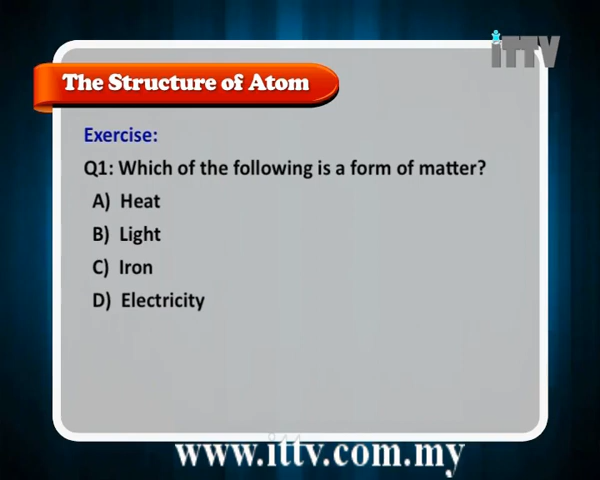 iTTV
The Structure of Atom
Exercise:
Q1: Which of the following is a form of matter?
A) Heat
B) Light
C) Iron
D) Electricity
www.ittv.com.my